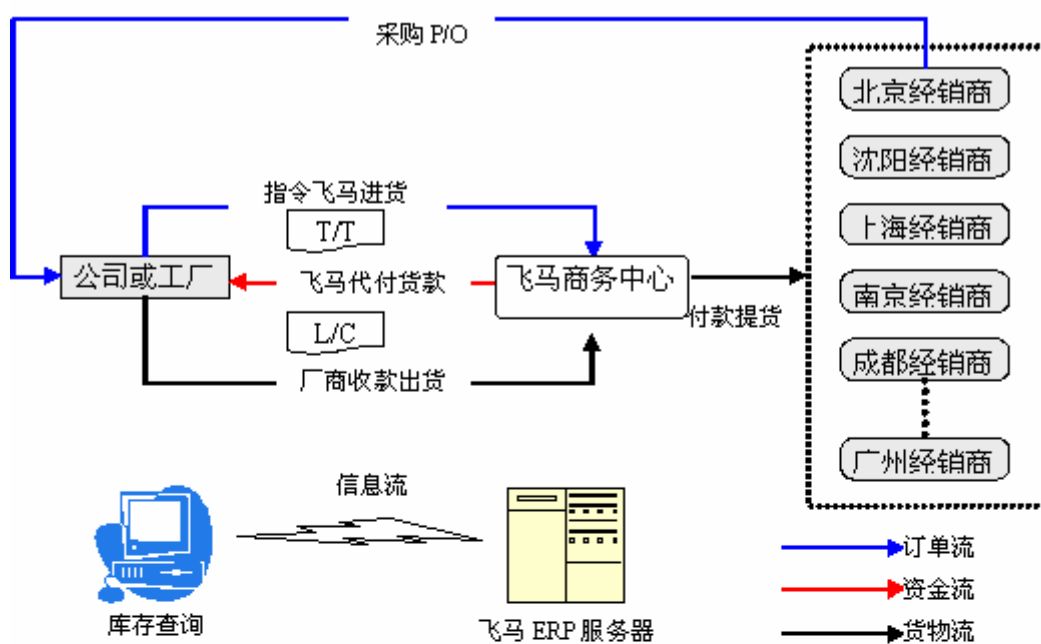 采购 P/O
北京经销商
沈阳经销商
上海经销商
南京经销商
成都经销商
广州经销商
指令飞马进货
T/T
公司或工厂
飞马代付货款
飞马商务中心
付款提货
L/C
厂商收款出货
信息流
库存查询
飞马 ERP 服务器
订单流
资金流
货物流